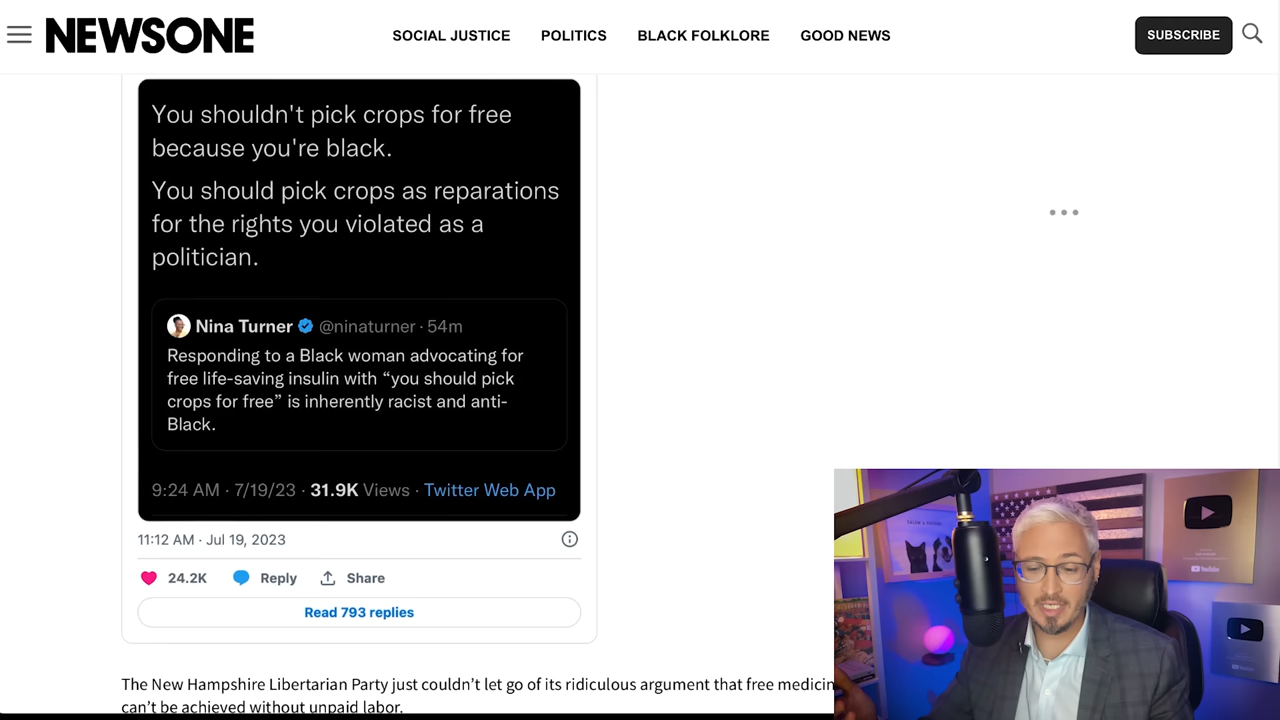 NEWSONE
SOCIAL JUSTICE
POLITICS
BLACK FOLKLORE
GOOD NEWS
SUBSCRIBE
You shouldn't pick crops for free
because you're black.
You should pick crops as reparations
for the rights you violated as a
politician.
Nina Turner @ninaturner · 54m
Responding to a Black woman advocating for
free life-saving insulin with “you should pick
crops for free” is inherently racist and anti-
Black.
9:24 AM · 7/19/23 · 31.9K Views · Twitter Web App
11:12 AM · Jul 19, 2023
24.2K Reply Share
Read 793 replies
The New Hampshire Libertarian Party just couldn’t let go of its ridiculous argument that free medicin
can’t be achieved without unpaid labor.
YouTube